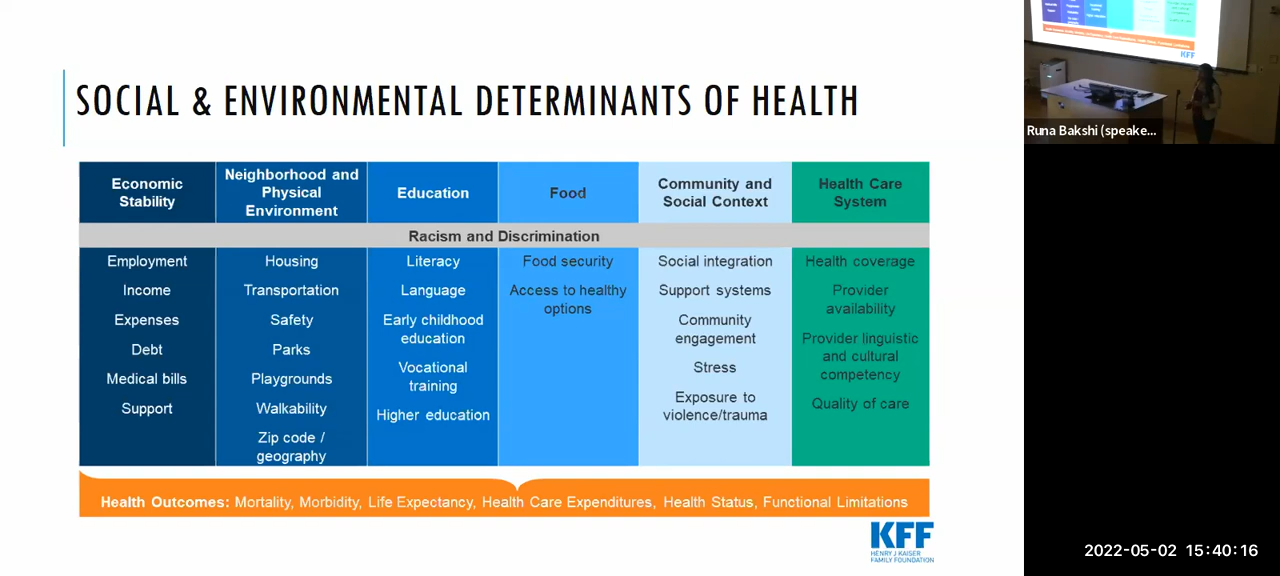 SOCIAL & ENVIRONMENTAL DETERMINANTS OF HEALTH
Economic
Stability
Neighborhood and
Physical
Environment
Education
Food
Community and
Social Context
Health Care
System
Racism and Discrimination
Employment
Income
Expenses
Debt
Medical bills
Support
Housing
Transportation
Safety
Parks
Playgrounds
Walkability
Zip code /
geography
Literacy
Language
Early childhood
education
Vocational
training
Higher education
Food security
Access to healthy
options
Social integration
Support systems
Community
engagement
Stress
Exposure to
violence/trauma
Health coverage
Provider
availability
Provider linguistic
and cultural
competency
Quality of care
Health Outcomes: Mortality, Morbidity, Life Expectancy, Health Care Expenditures, Health Status, Functional Limitations
KFF
HENRY J KAISER
FAMILY FOUNDATION
KFF
Runa Bakshi (speake...
2022-05-02 15:40:16